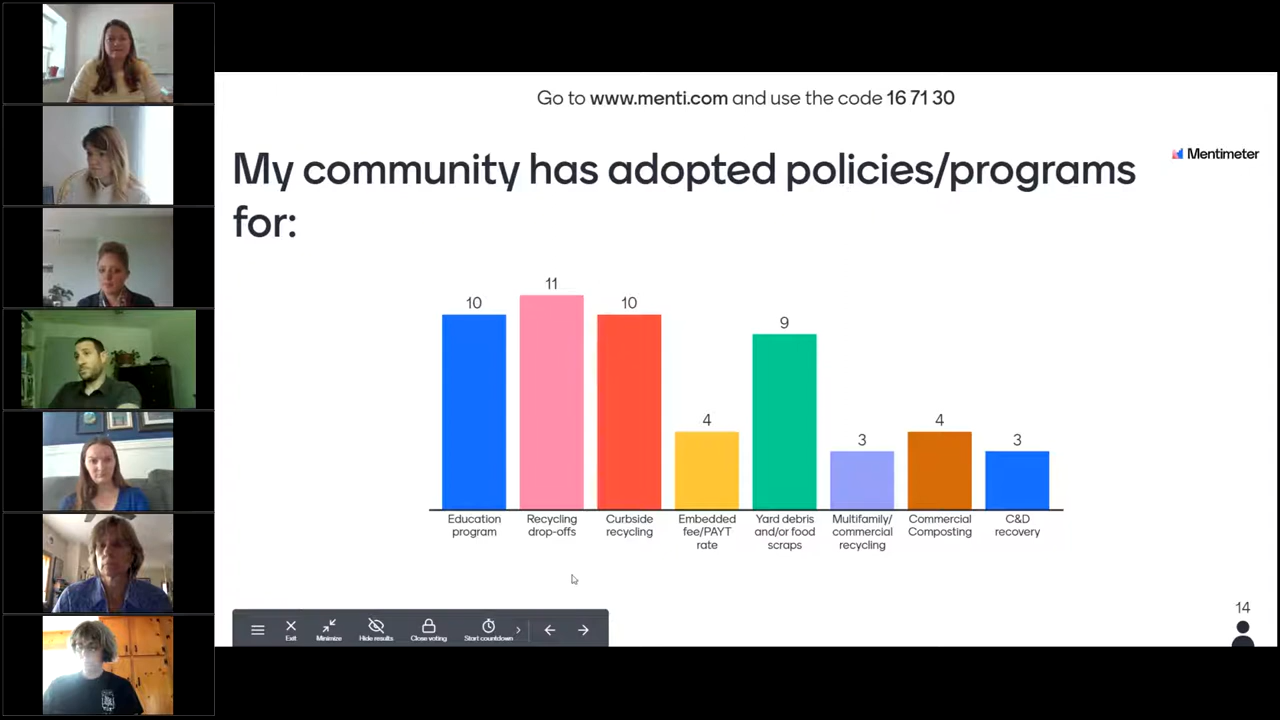 Go to www.menti.com and use the code 16 71 30
Mentimeter
My community has adopted policies/programs
for:
10
11
10
4
9
3
4
3
Education
program
Recycling
drop-offs
Curbside
recycling
Embedded
fee/PAYT
rate
Yard debris
and/or food
scraps
Multifamily/
commercial
recycling
Commercial
Composting
C&D
recovery
14
Exit
Minimize
Hide results
Close voting
Start countdown